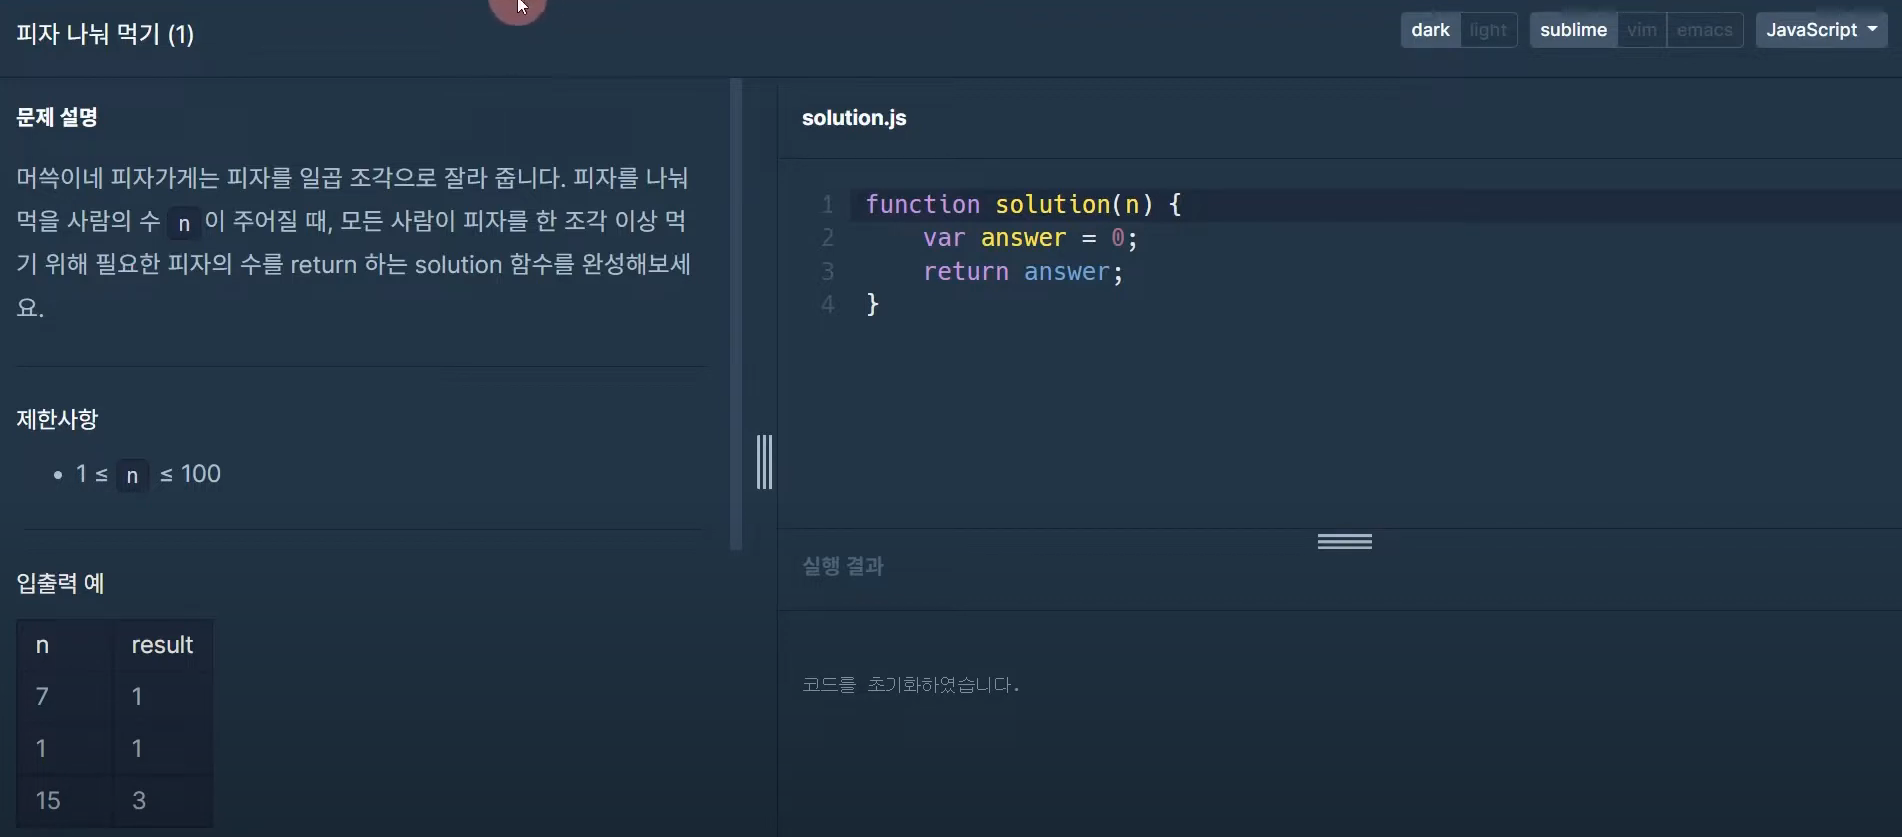 피자 나눠 먹기 (1)
dark light sublime vim emacs JavaScript
문제 설명
머쓱이네 피자가게는 피자를 일곱 조각으로 잘라 줍니다. 피자를 나눠
먹을 사람의 수 n 이 주어질 때, 모든 사람이 피자를 한 조각 이상 먹
기 위해 필요한 피자의 수를 return 하는 solution 함수를 완성해보세
요.
제한사항
• 1 ≤ n ≤ 100
입출력 예
n result
7 1
1 1
15 3
solution.js
1 function solution(n) {
2     var answer = 0;
3     return answer;
4 }
실행 결과
코드를 초기화하였습니다.